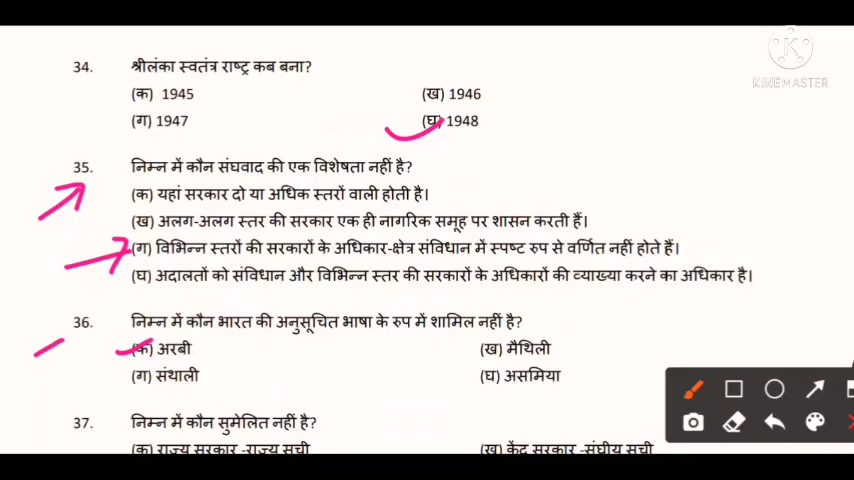 34. श्रीलंका स्वतंत्र राष्ट्र कब बना?
(क) 1945 (ख) 1946
(ग) 1947 (घ) 1948
K
KINEMASTER
35. निम्न में कौन संघवाद की एक विशेषता नहीं है?
(क) यहां सरकार दो या अधिक स्तरों वाली होती है।
(ख) अलग-अलग स्तर की सरकार एक ही नागरिक समूह पर शासन करती हैं।
(ग) विभिन्न स्तरों की सरकारों के अधिकार-क्षेत्र संविधान में स्पष्ट रुप से वर्णित नहीं होते हैं।
(घ) अदालतों को संविधान और विभिन्न स्तर की सरकारों के अधिकारों की व्याख्या करने का अधिकार है।
36. निम्न में कौन भारत की अनुसूचित भाषा के रुप में शामिल नहीं है?
(क) अरबी (ख) मैथिली
(ग) संथाली (घ) असमिया
37. निम्न में कौन सुमेलित नहीं है?
(क) राज्य सरकार -राज्य सूची (ख) केंद्र सरकार -संघीय सूची